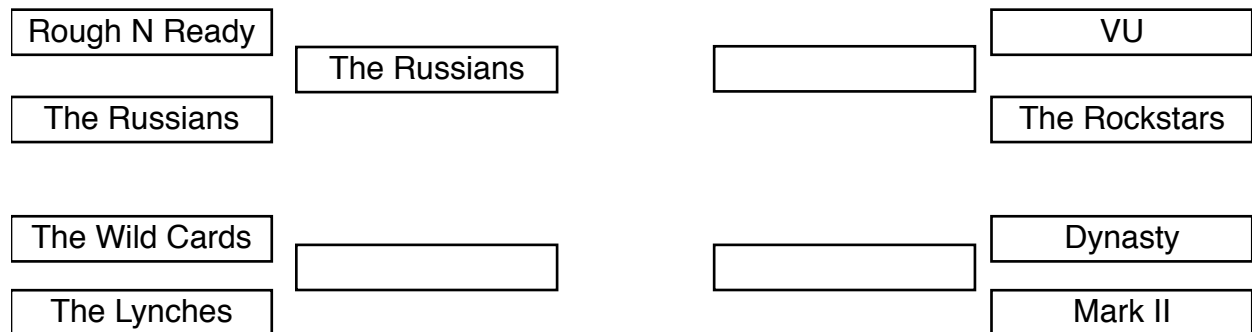 Rough N Ready
The Russians
The Russians
The Wild Cards
The Lynches
VU
The Rockstars
Dynasty
Mark II